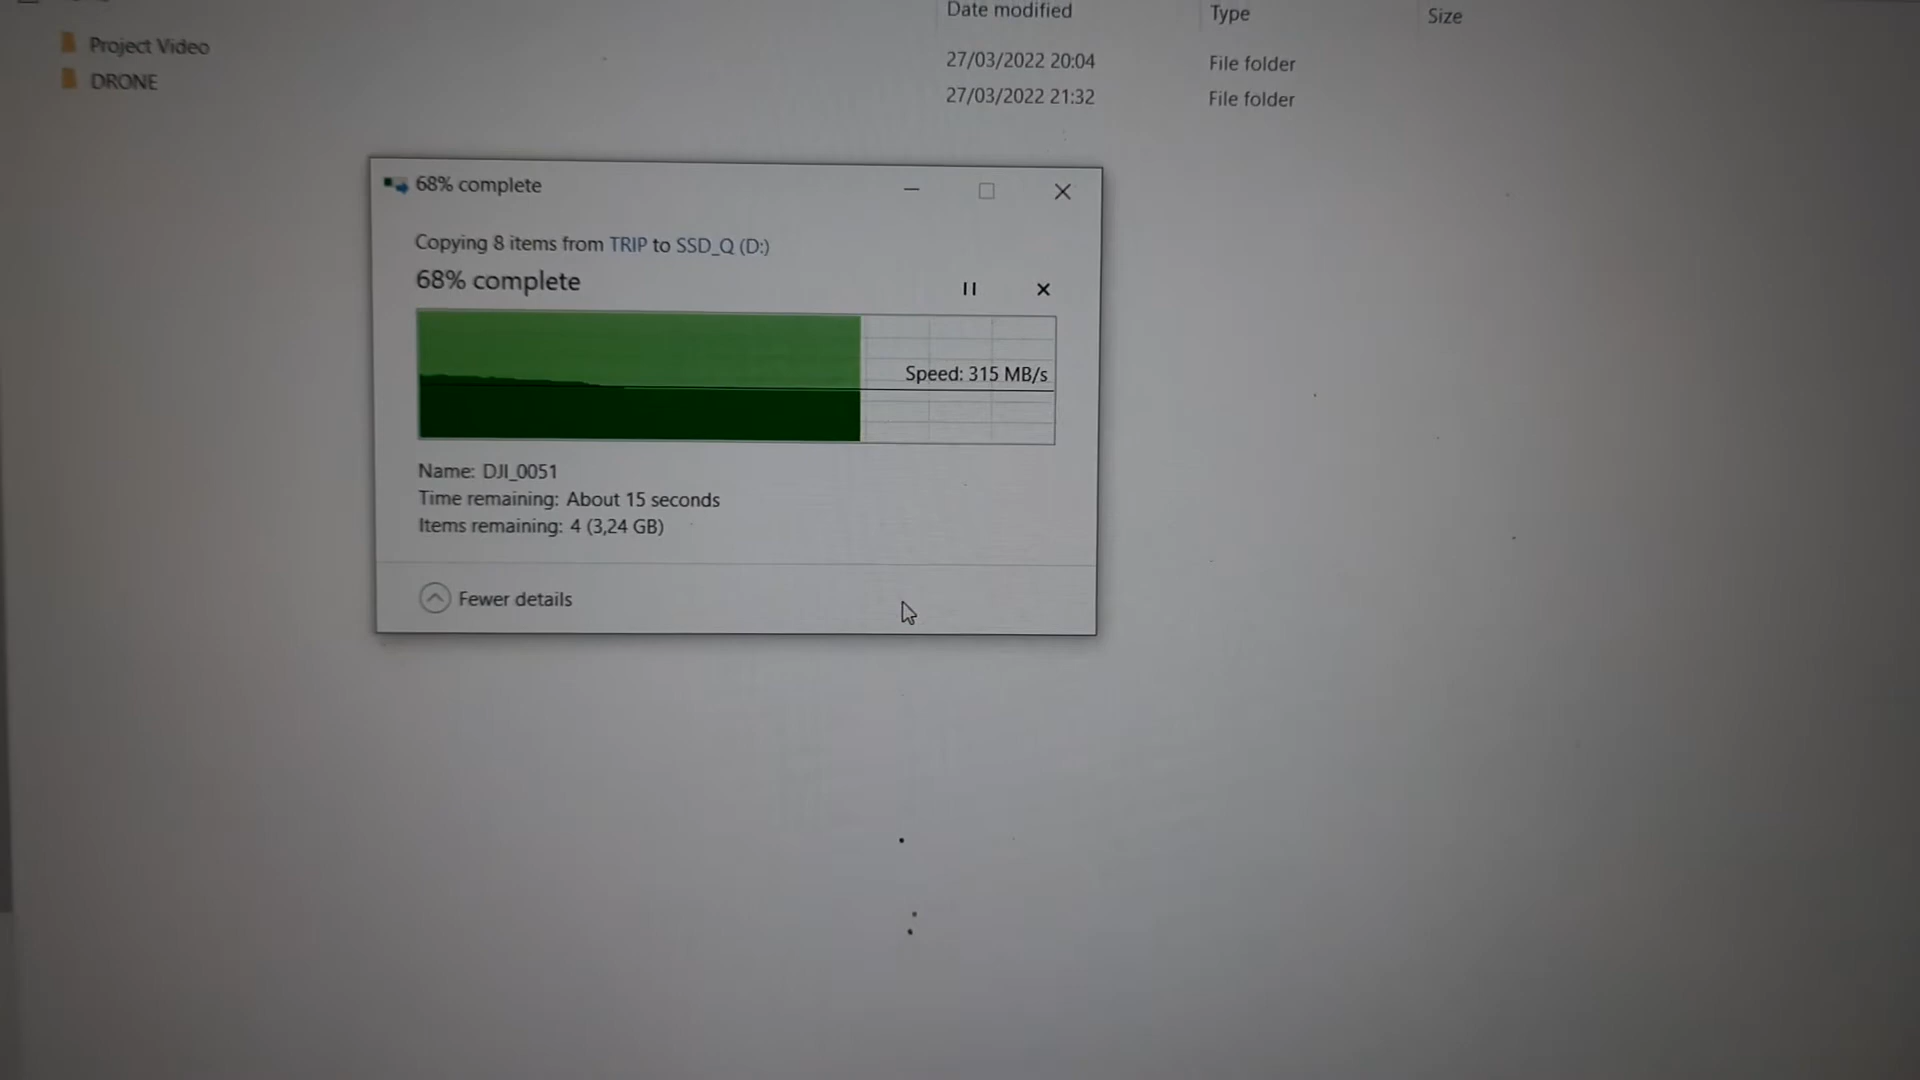 Date modified Type Size
Project Video 27/03/2022 20:04 File folder
DRONE 27/03/2022 21:32 File folder
68% complete
Copying 8 items from TRIP to SSD_Q (D:)
68% complete
Speed: 315 MB/s
Name: DJI_0051
Time remaining: About 15 seconds
Items remaining: 4 (3,24 GB)
Fewer details